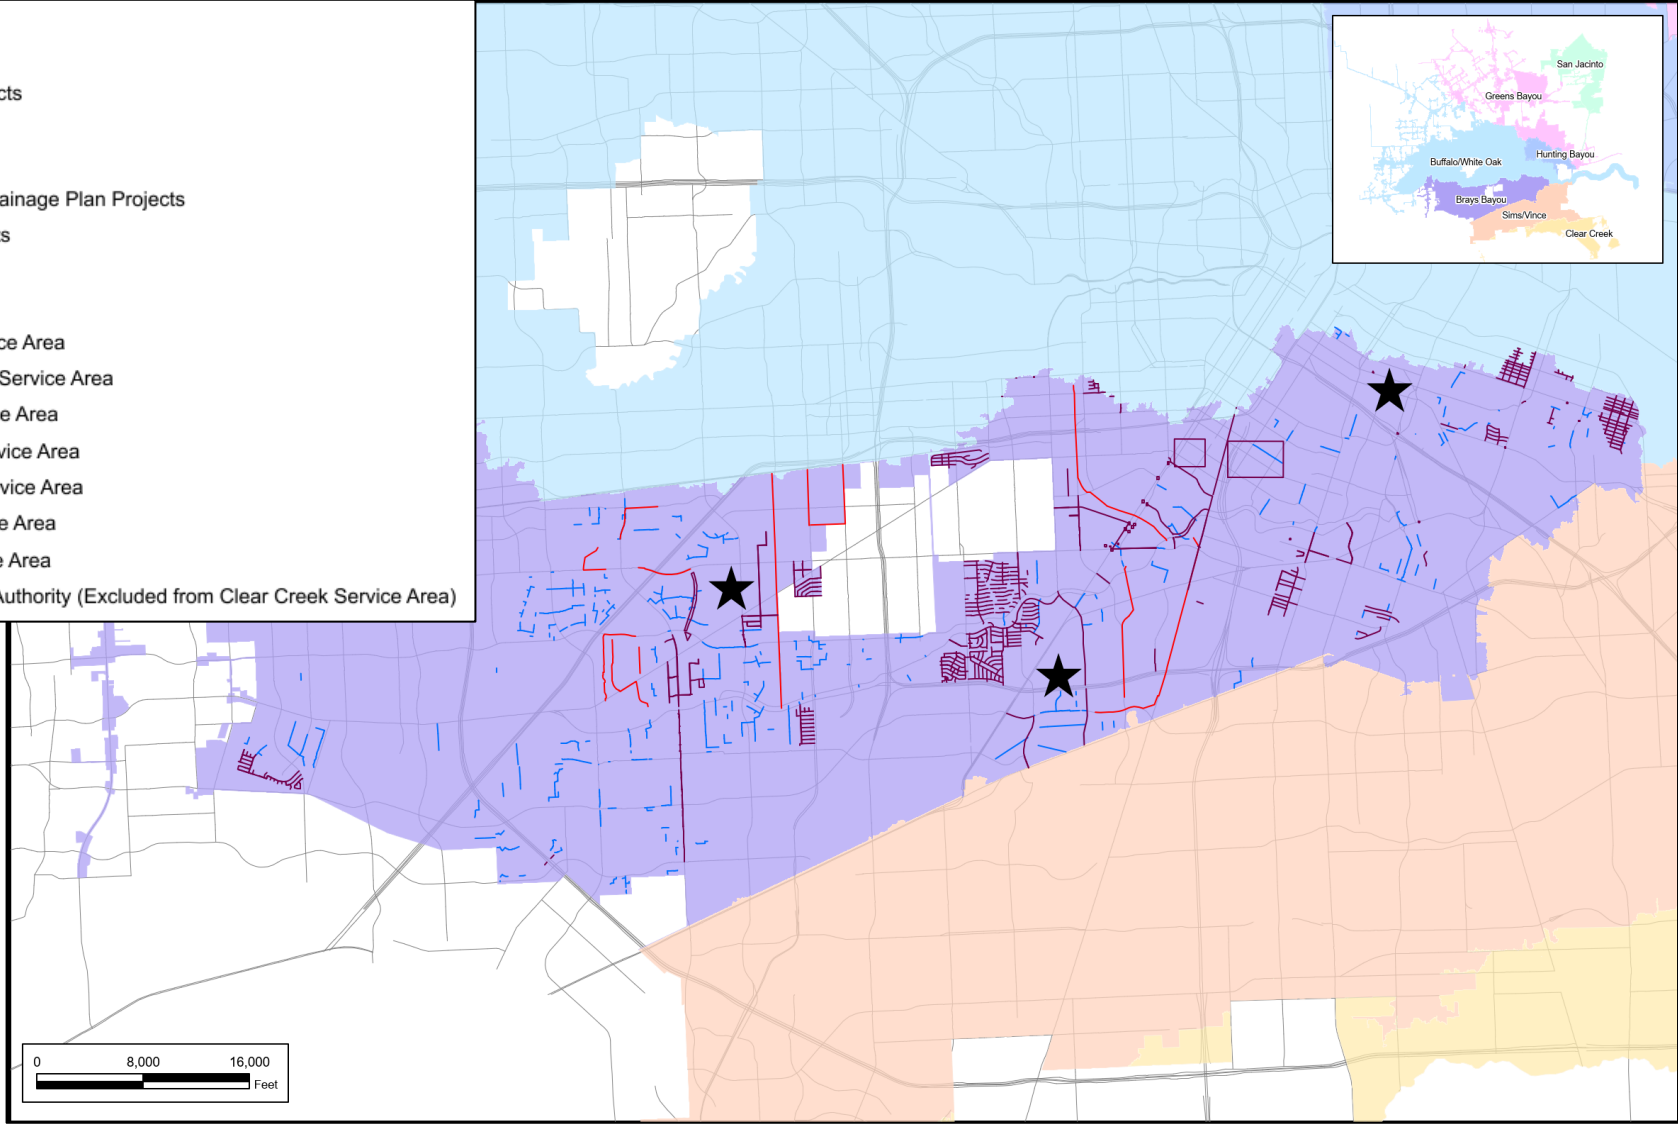 cts
ainage Plan Projects
ts
ce Area
Service Area
e Area
vice Area
vice Area
e Area
e Area
Authority (Excluded from Clear Creek Service Area)
San Jacinto
Greens Bayou
Hunting Bayou
Buffalo/White Oak
Brays Bayou
Sims/Vince
Clear Creek
0 8,000 16,000
Feet